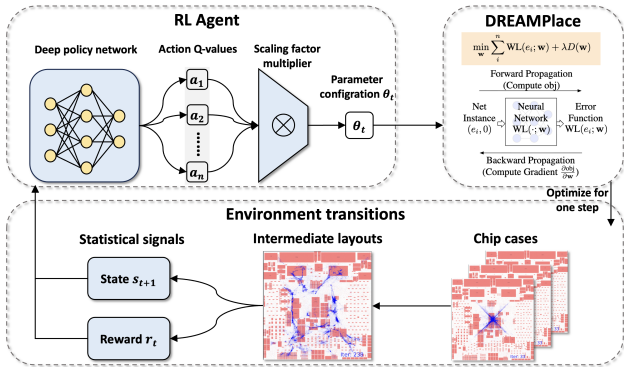 RL Agent
Deep policy network
Action Q-values
Scaling factor
multiplier
a₁
a₂
aₙ
Parameter
configration θₜ
θₜ
DREAMPlace
min_w ∑ᵢⁿ WL(eᵢ; w) + λD(w)
Forward Propagation
(Compute obj)
Net
Instance
(eᵢ, 0)
Neural
Network
WL(·; w)
Error
Function
WL(eᵢ; w)
Backward Propagation
(Compute Gradient ∂obj/∂w)
Optimize for
one step
Environment transitions
Statistical signals
State sₜ₊₁
Reward rₜ
Intermediate layouts
Chip cases